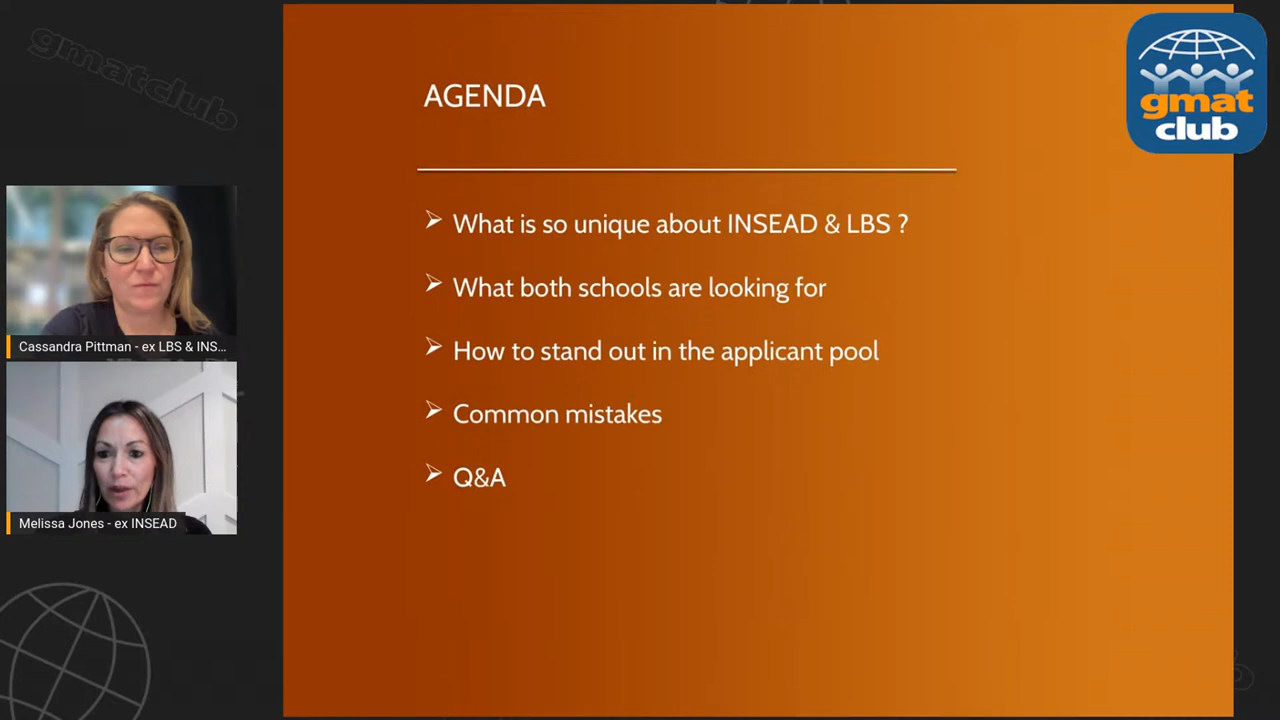 gmatclub
AGENDA
gmat
club
What is so unique about INSEAD & LBS ?
What both schools are looking for
How to stand out in the applicant pool
Common mistakes
Q&A
Cassandra Pittman - ex LBS & INS...
Melissa Jones - ex INSEAD